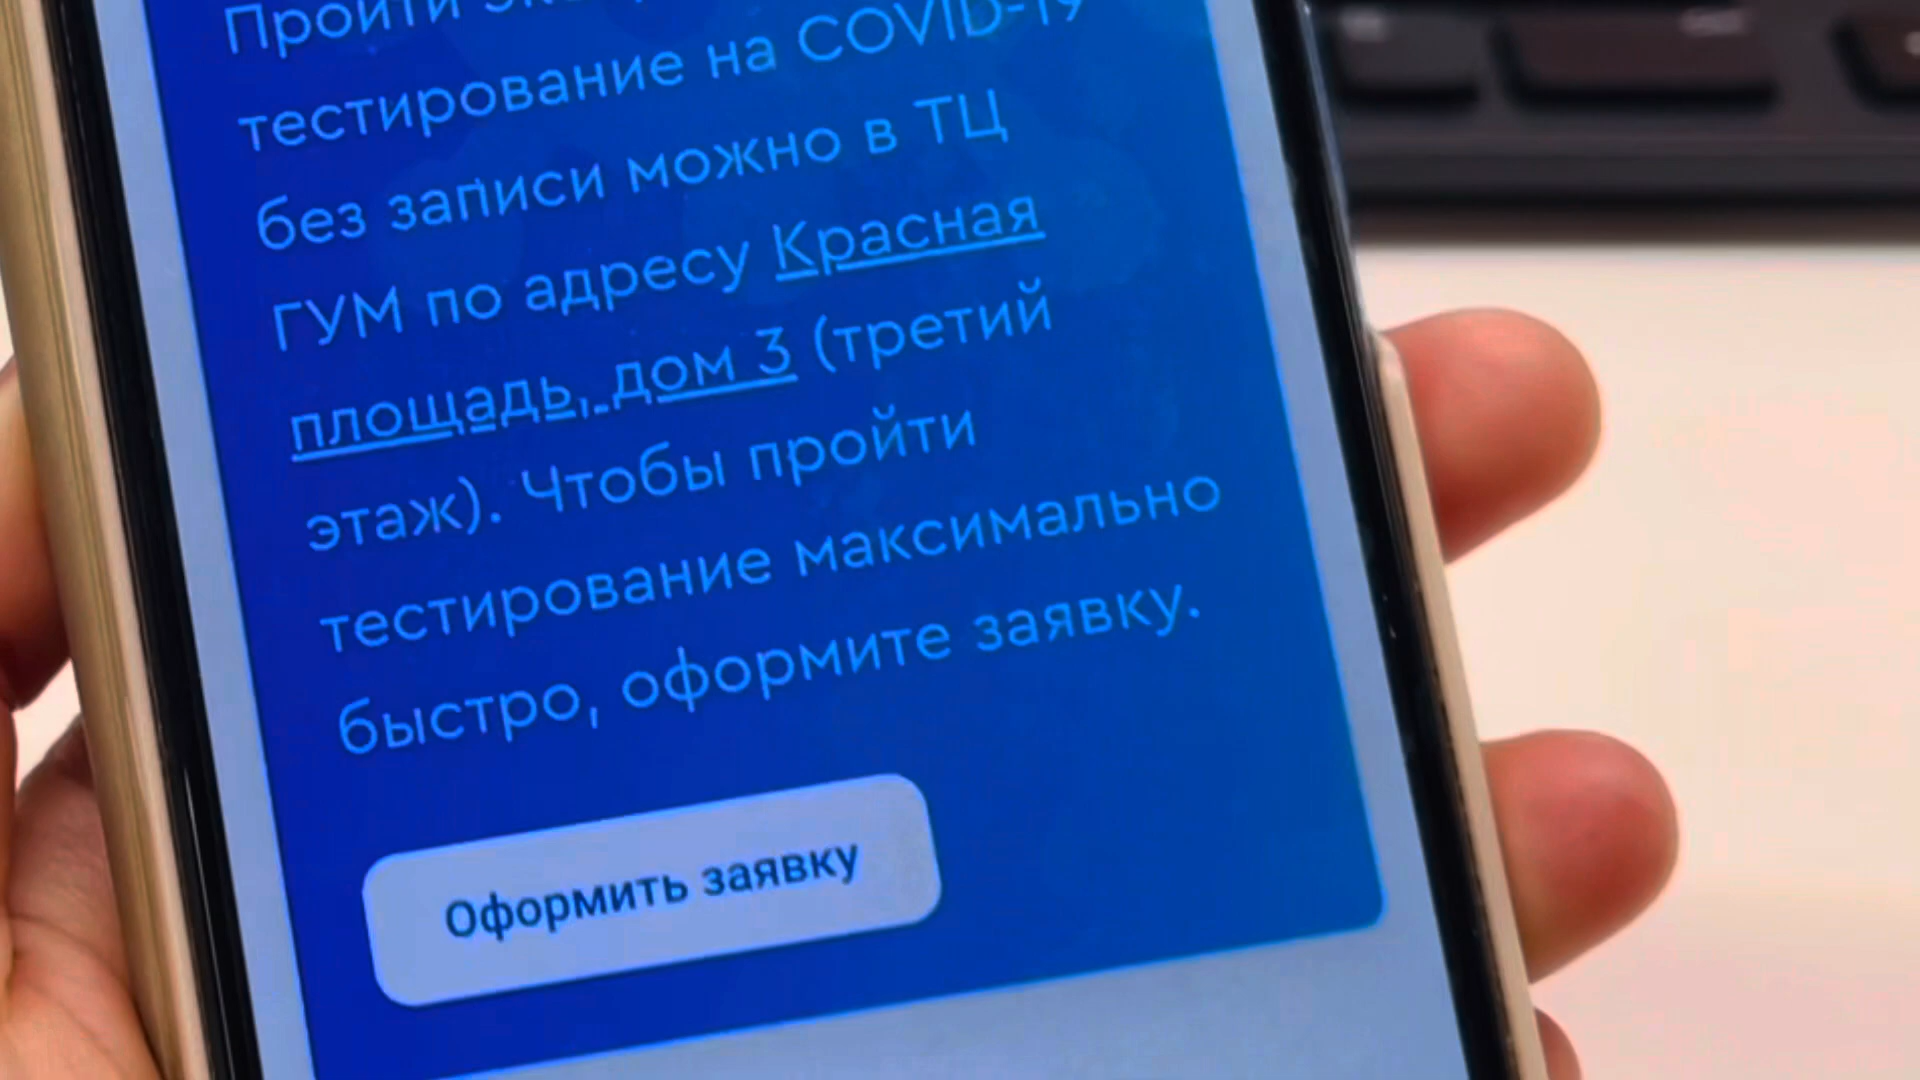 Пройти
тестирование на COVID-19
без записи можно в ТЦ
ГУМ по адресу Красная
площадь, дом 3 (третий
этаж). Чтобы пройти
тестирование максимально
быстро, оформите заявку.
Оформить заявку